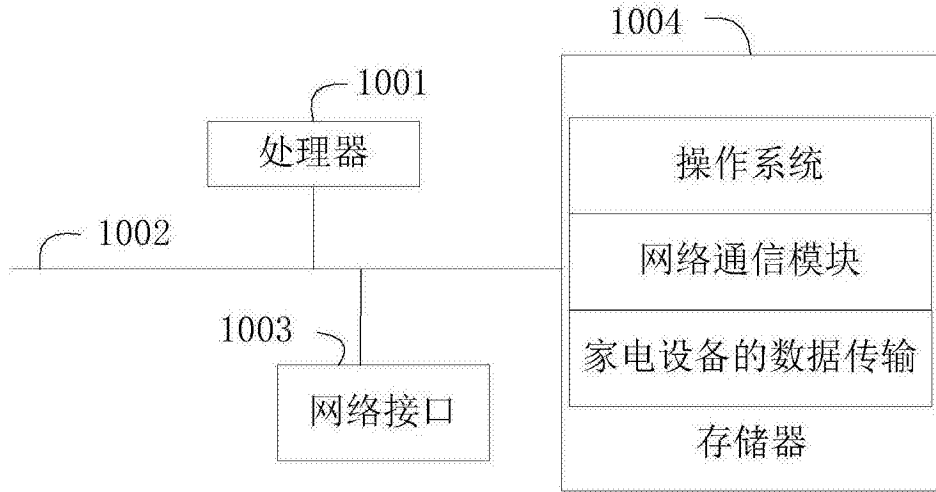 1004
1001
处理器
操作系统
1002
网络通信模块
1003
家电设备的数据传输
网络接口
存储器